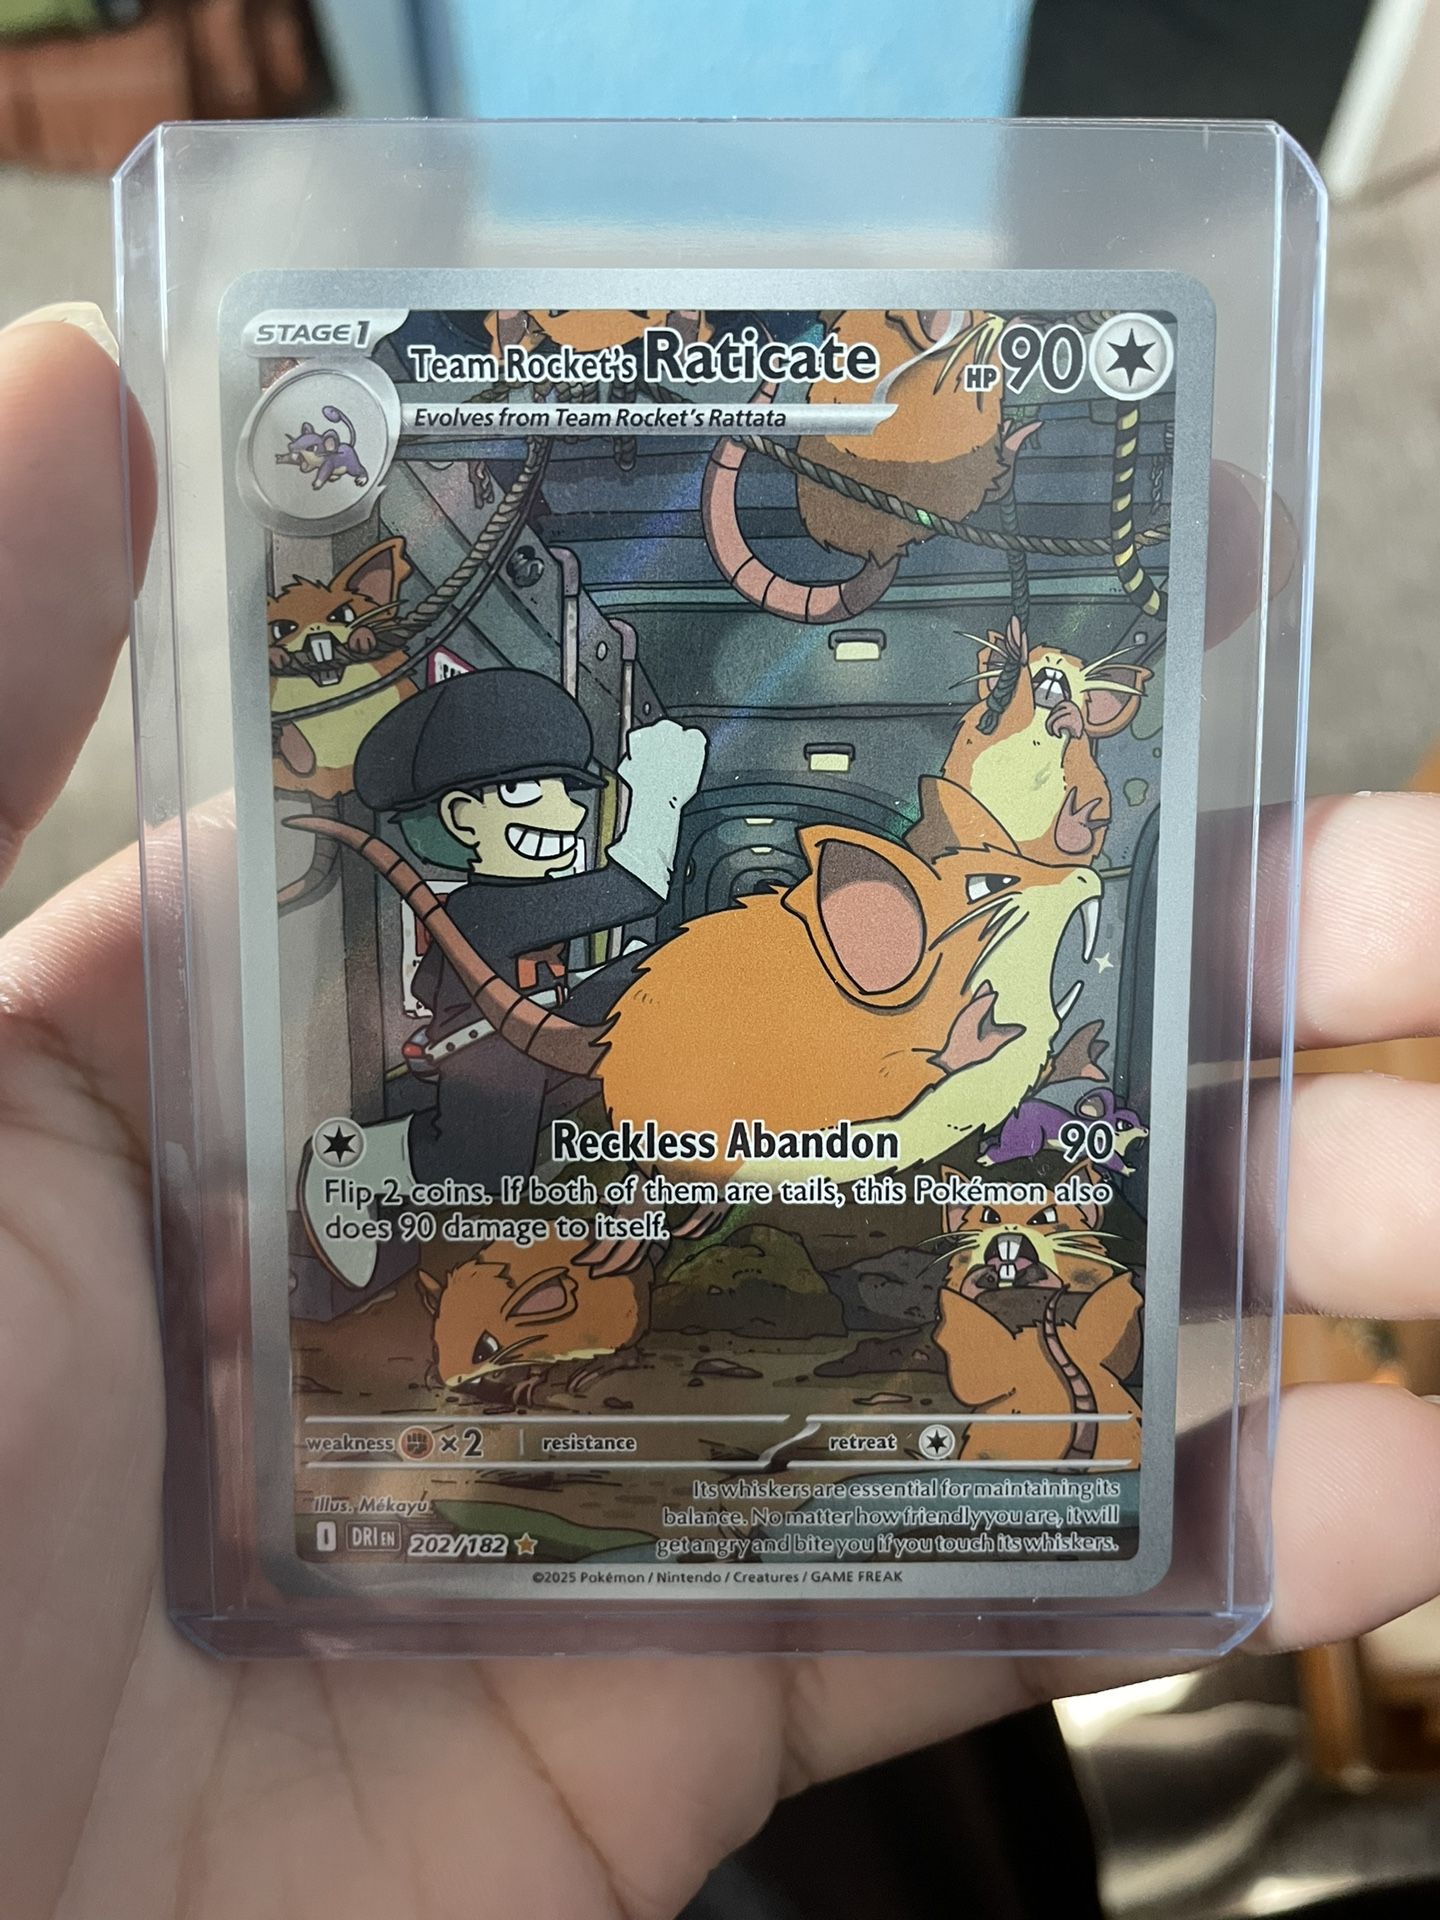 STAGE 1
Team Rocket's Raticate
HP 90
Evolves from Team Rocket's Rattata
R
Reckless Abandon 90
Flip 2 coins. If both of them are tails, this Pokémon also
does 90 damage to itself.
weakness ×2 resistance retreat
Illus. Mékayú
Its whiskers are essential for maintaining its
balance. No matter how friendly you are, it will
get angry and bite you if you touch its whiskers.
I DRI EN 202/182
©2025 Pokémon / Nintendo / Creatures / GAME FREAK